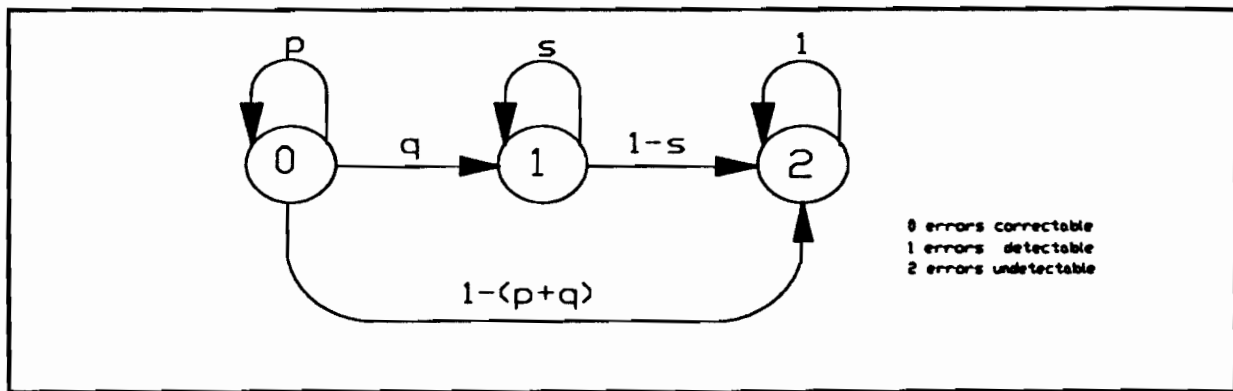 p s 1
0 q 1 1-s 2
0 errors correctable
1 errors detectable
2 errors undetectable
1-(p+q)